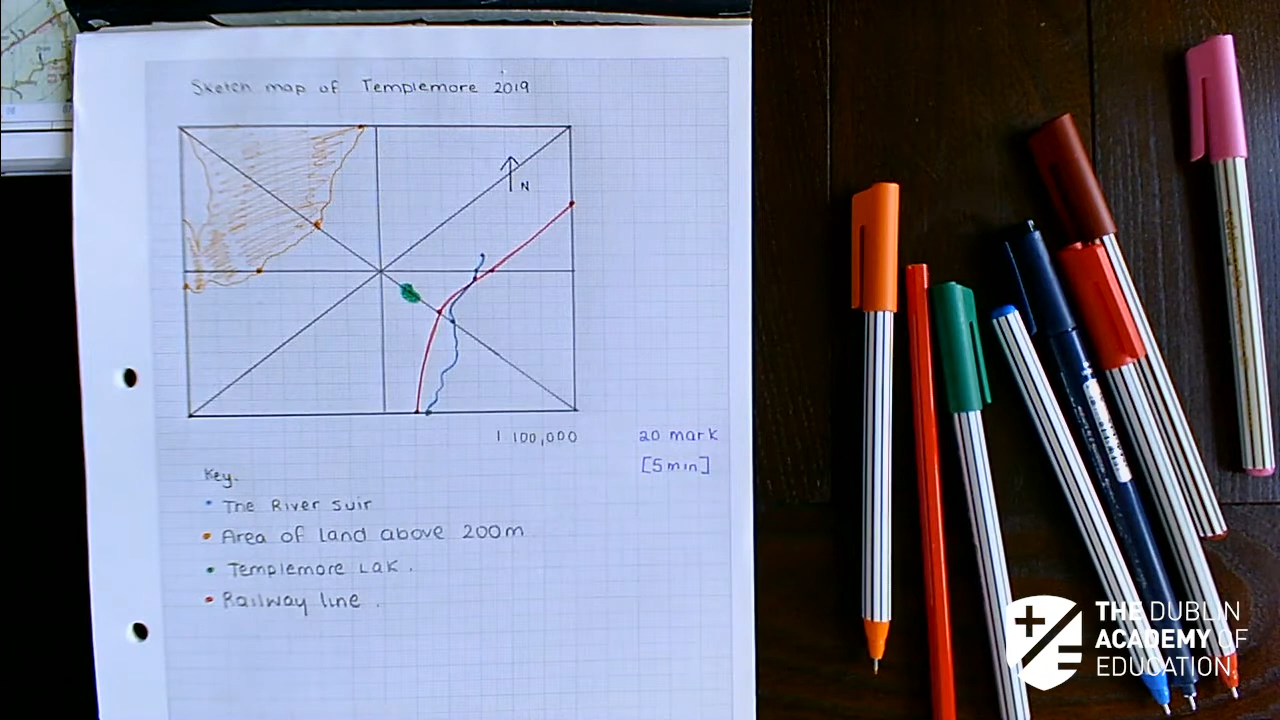 Sketch map of Templemore 2019
N
1 100,000
20 mark
[5 min]
Key.
The River Suir
Area of land above 200m
Templemore Lak.
Railway line.
THE DUBLIN
ACADEMY OF
EDUCATION